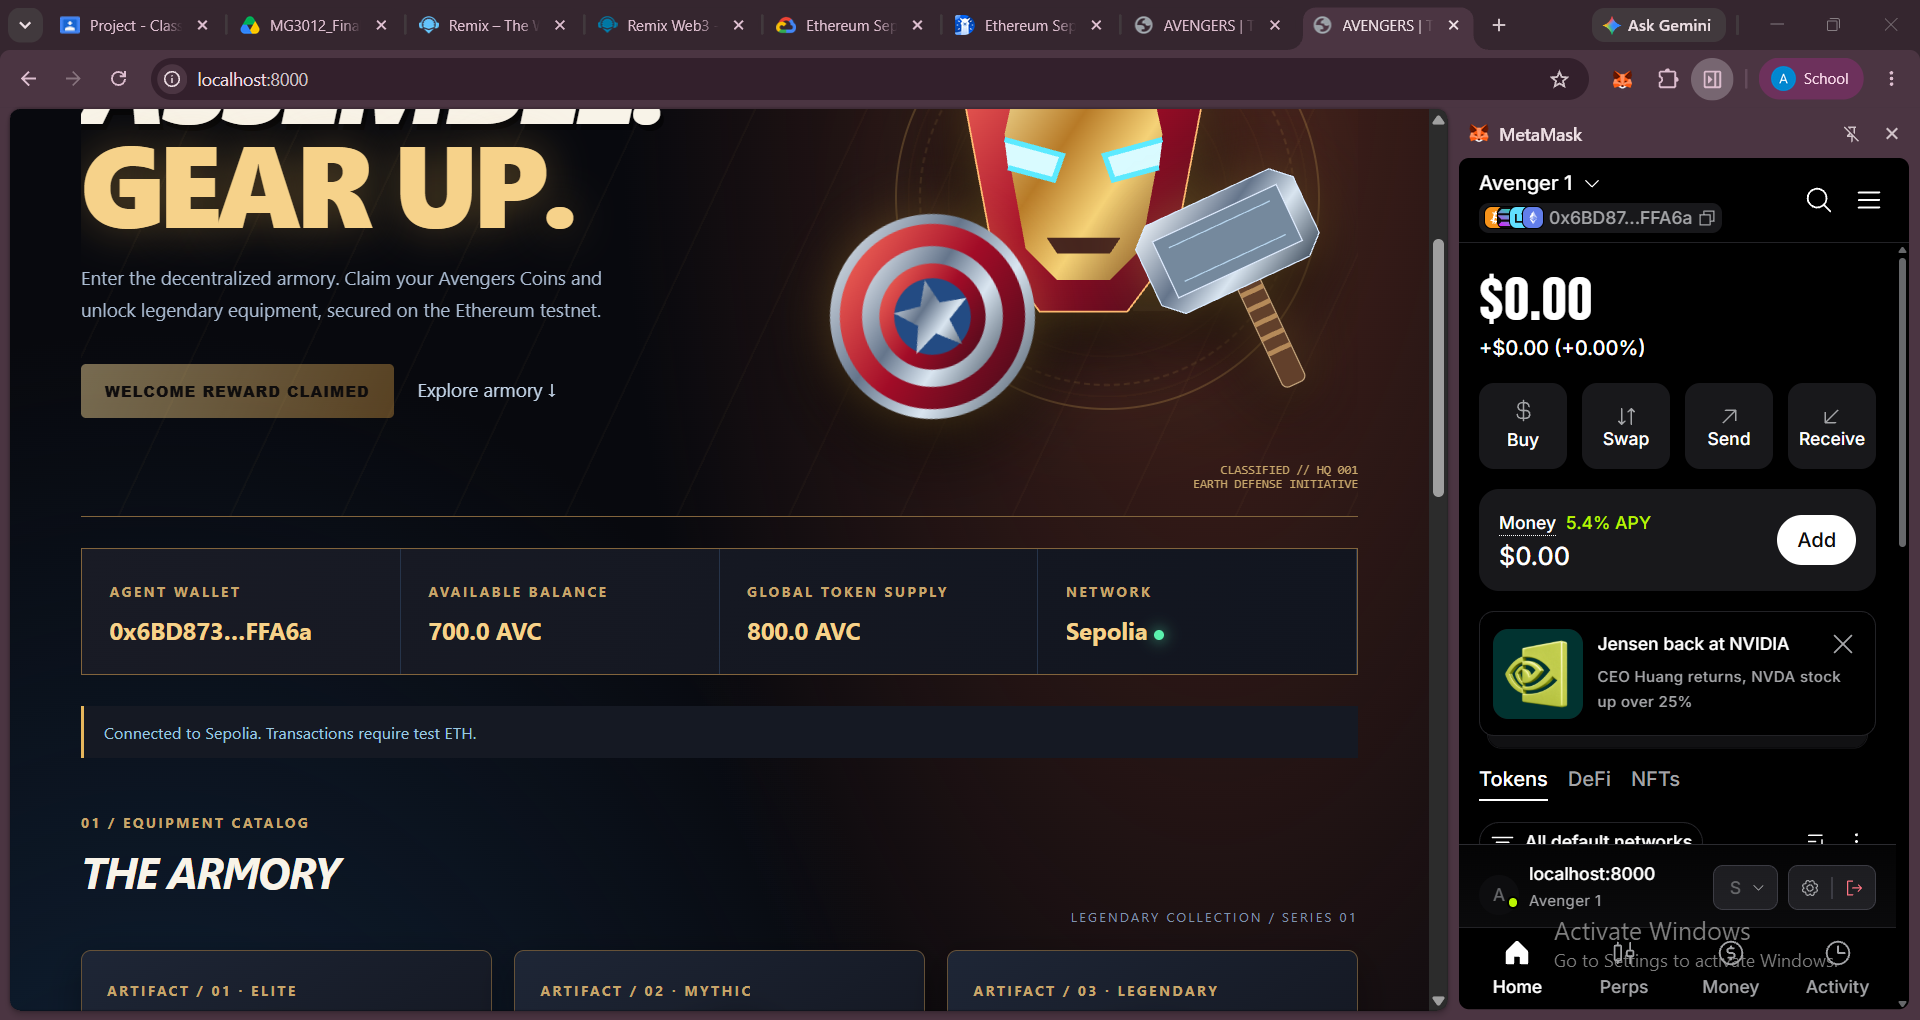 Project - Clas
MG3012_Fina
Remix – The
Remix Web3
Ethereum Sep
Ethereum Sep
AVENGERS | T
AVENGERS | T
Ask Gemini
localhost:8000
A School
ASSEMBLE.
GEAR UP.
Enter the decentralized armory. Claim your Avengers Coins and
unlock legendary equipment, secured on the Ethereum testnet.
WELCOME REWARD CLAIMED
Explore armory ↓
CLASSIFIED // HQ 001
EARTH DEFENSE INITIATIVE
AGENT WALLET
0x6BD873...FFA6a
AVAILABLE BALANCE
700.0 AVC
GLOBAL TOKEN SUPPLY
800.0 AVC
NETWORK
Sepolia
Connected to Sepolia. Transactions require test ETH.
01 / EQUIPMENT CATALOG
THE ARMORY
LEGENDARY COLLECTION / SERIES 01
ARTIFACT / 01 · ELITE
ARTIFACT / 02 · MYTHIC
ARTIFACT / 03 · LEGENDARY
MetaMask
Avenger 1
0x6BD87...FFA6a
$0.00
+$0.00 (+0.00%)
Buy
Swap
Send
Receive
Money 5.4% APY
$0.00
Add
Jensen back at NVIDIA
CEO Huang returns, NVDA stock
up over 25%
Tokens
DeFi
NFTs
All default networks
A
localhost:8000
Avenger 1
S
Activate Windows
Go to Settings to activate Windows.
Home
Perps
Money
Activity